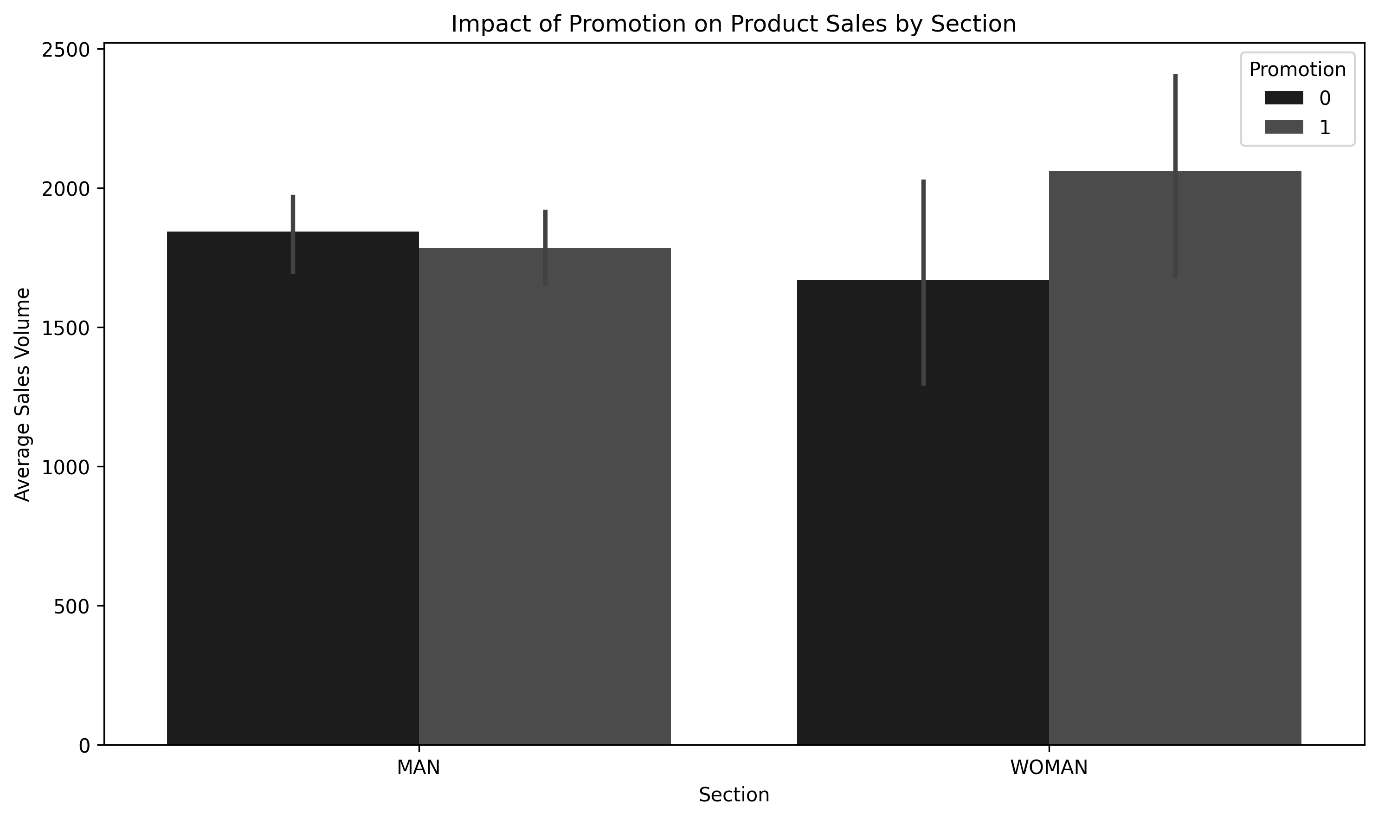 Impact of Promotion on Product Sales by Section
Promotion
0
1
2500
2000
1500
1000
500
0
Average Sales Volume
MAN
WOMAN
Section